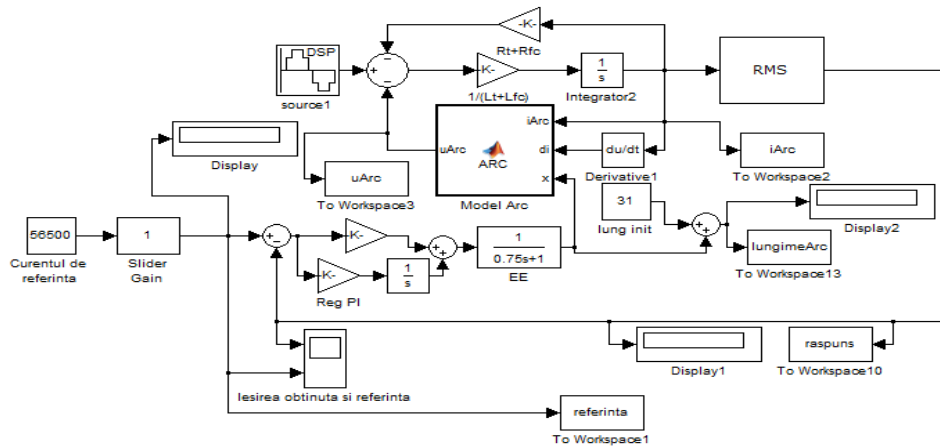 -K-
Rt+Rfc
DSP
source1
+
−
−
K-
1/(Lt+Lfc)
1
s
Integrator2
RMS
uArc
ARC
iArc
di
x
Model Arc
du/dt
Derivative1
iArc
To Workspace2
Display
uArc
To Workspace3
31
lung init
+
+
Display2
lungimeArc
To Workspace13
56500
Curentul de
referinta
1
Slider
Gain
+
−
K-
K-
Reg PI
1
s
+
+
1
0.75s+1
EE
Iesirea obtinuta si referinta
Display1
raspuns
To Workspace10
referinta
To Workspace1